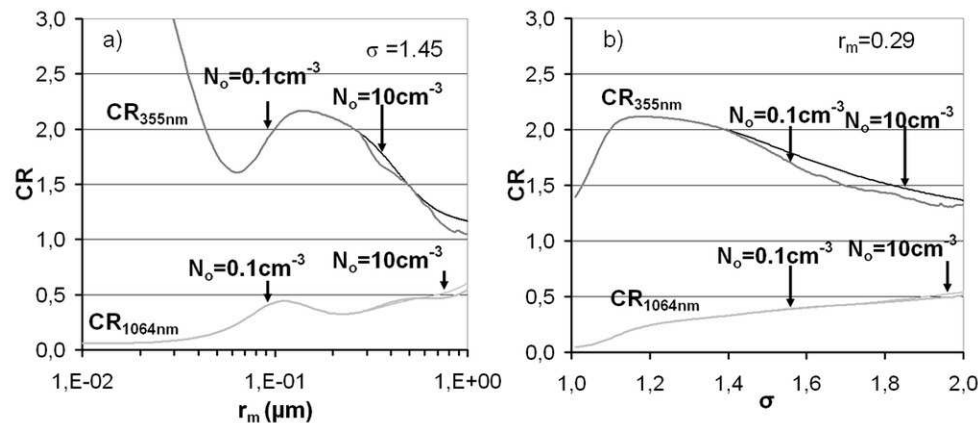 a)
σ =1.45
3,0
2,5
2,0
1,5
1,0
0,5
0,0
CR
N₀=0.1cm⁻³
N₀=10cm⁻³
CR₃₅₅ₙₘ
N₀=0.1cm⁻³
N₀=10cm⁻³
CR₁₀₆₄ₙₘ
1,E-02
1,E-01
1,E+00
rₘ (µm)
b)
rₘ=0.29
3,0
2,5
2,0
1,5
1,0
0,5
0,0
CR
CR₃₅₅ₙₘ
N₀=0.1cm⁻³
N₀=10cm⁻³
N₀=0.1cm⁻³
N₀=10cm⁻³
CR₁₀₆₄ₙₘ
1,0
1,2
1,4
1,6
1,8
2,0
σ